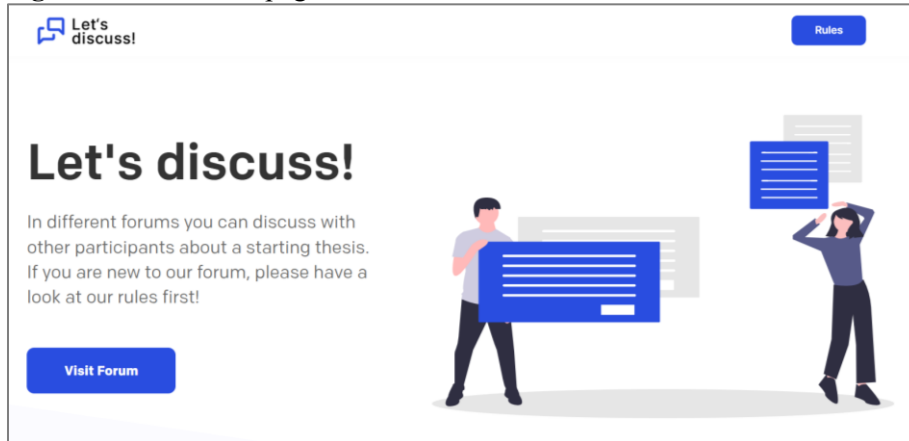 Let's
discuss!
Rules
Let's discuss!
In different forums you can discuss with
other participants about a starting thesis.
If you are new to our forum, please have a
look at our rules first!
Visit Forum